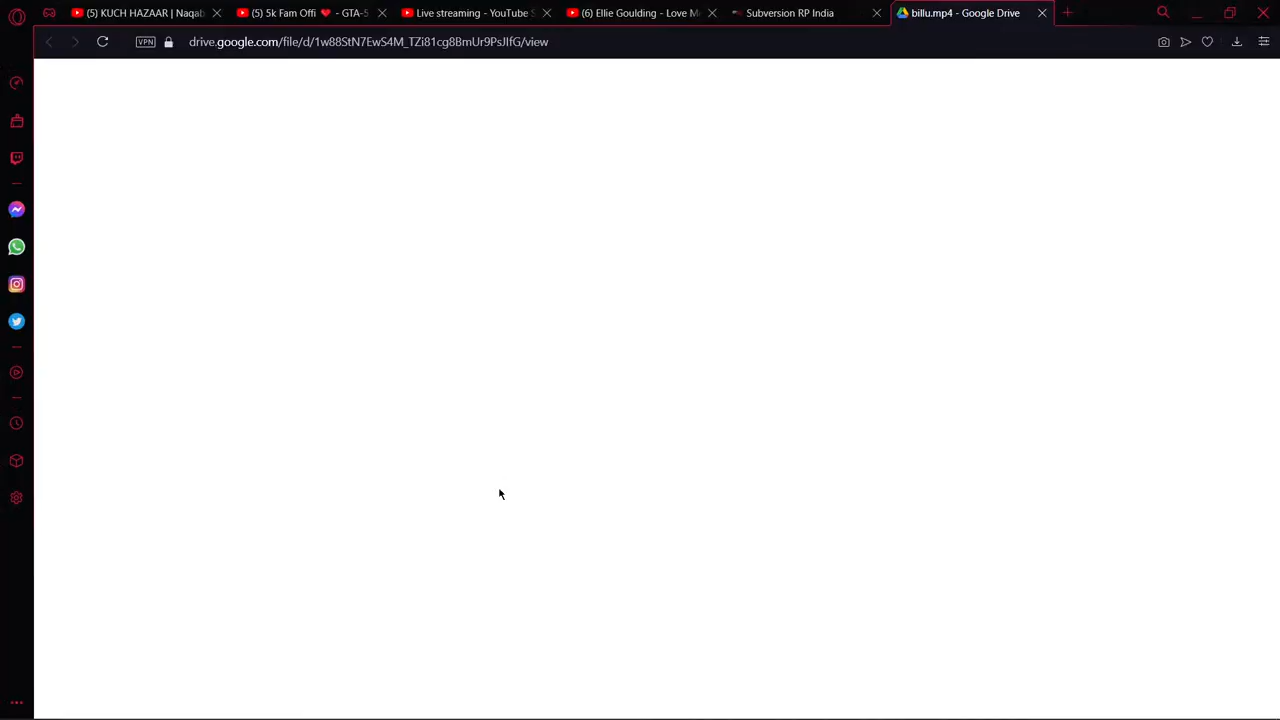 (5) KUCH HAZAAR | Naqab
(5) 5k Fam Offi ❤️ - GTA-5
Live streaming - YouTube S
(6) Ellie Goulding - Love M
Subversion RP India
billu.mp4 - Google Drive
VPN
drive.google.com/file/d/1w88StN7EwS4M_TZi81cg8BmUr9PsJIfG/view